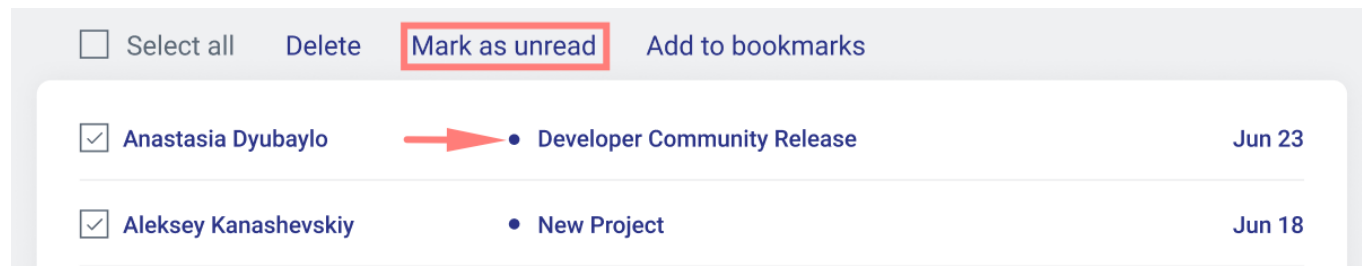 Select all Delete Mark as unread Add to bookmarks
Anastasia Dyubaylo • Developer Community Release Jun 23
Aleksey Kanashevskiy • New Project Jun 18